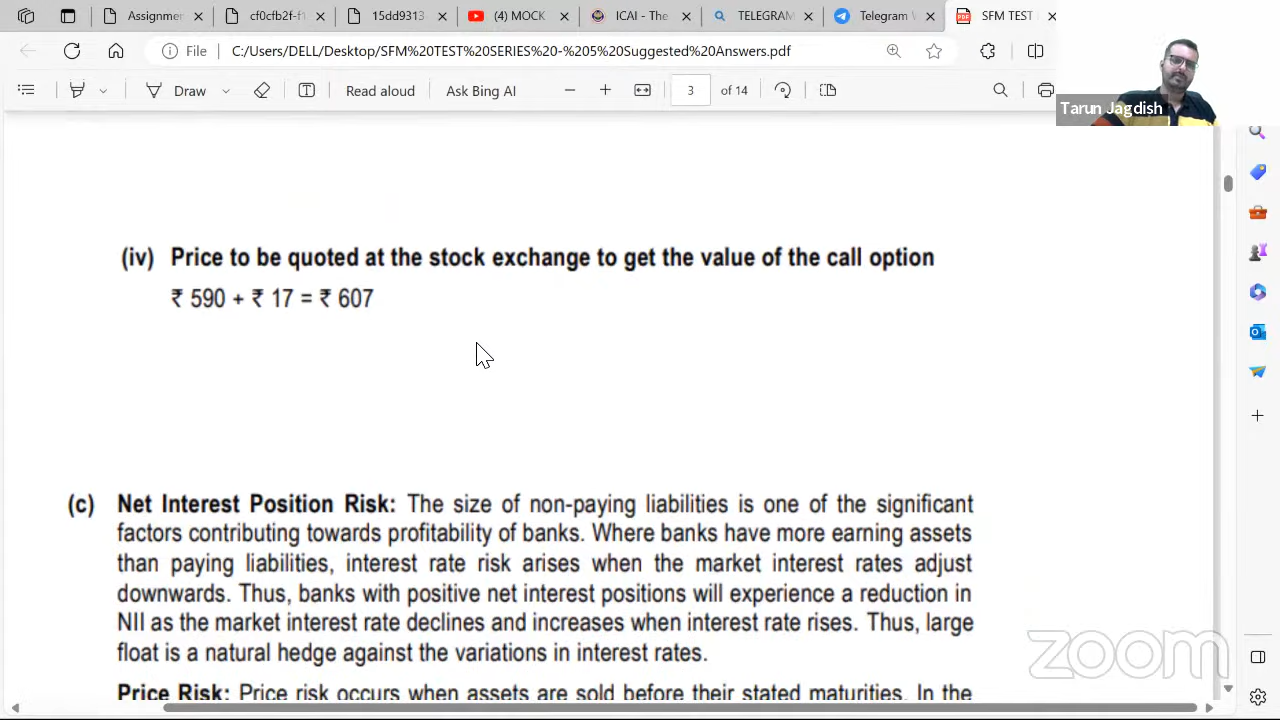 Assignmer
cf0cfb2f-f1
15dd9313-
(4) MOCK
ICAI - The
TELEGRAM
Telegram W
SFM TEST
File
C:/Users/DELL/Desktop/SFM%20TEST%20SERIES%20-%205%20Suggested%20Answers.pdf
Draw
Read aloud
Ask Bing AI
3
of 14
Tarun Jagdish
(iv) Price to be quoted at the stock exchange to get the value of the call option
₹ 590 + ₹ 17 = ₹ 607
(c) Net Interest Position Risk: The size of non-paying liabilities is one of the significant
factors contributing towards profitability of banks. Where banks have more earning assets
than paying liabilities, interest rate risk arises when the market interest rates adjust
downwards. Thus, banks with positive net interest positions will experience a reduction in
NII as the market interest rate declines and increases when interest rate rises. Thus, large
float is a natural hedge against the variations in interest rates.
Price Risk: Price risk occurs when assets are sold before their stated maturities. In the
zoom